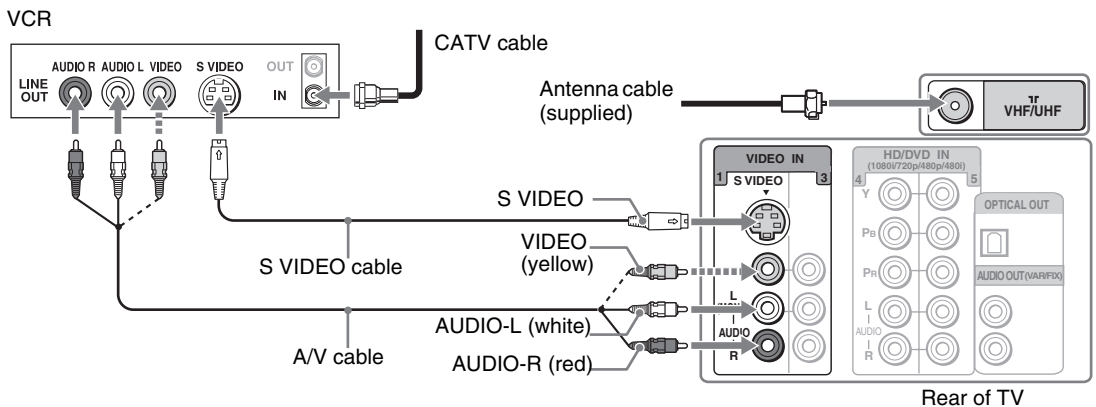 VCR
CATV cable
AUDIO R AUDIO L VIDEO S VIDEO
LINE OUT
OUT
IN
Antenna cable
(supplied)
VHF/UHF
VIDEO IN
1
3
S VIDEO
HD/DVD IN
(1080i/720p/480p/480i)
4
5
Y
PB
PR
L
AUDIO
R
OPTICAL OUT
AUDIO OUT(VAR/FIX)
S VIDEO
VIDEO
(yellow)
L
AUDIO
R
S VIDEO cable
AUDIO-L (white)
A/V cable
AUDIO-R (red)
Rear of TV